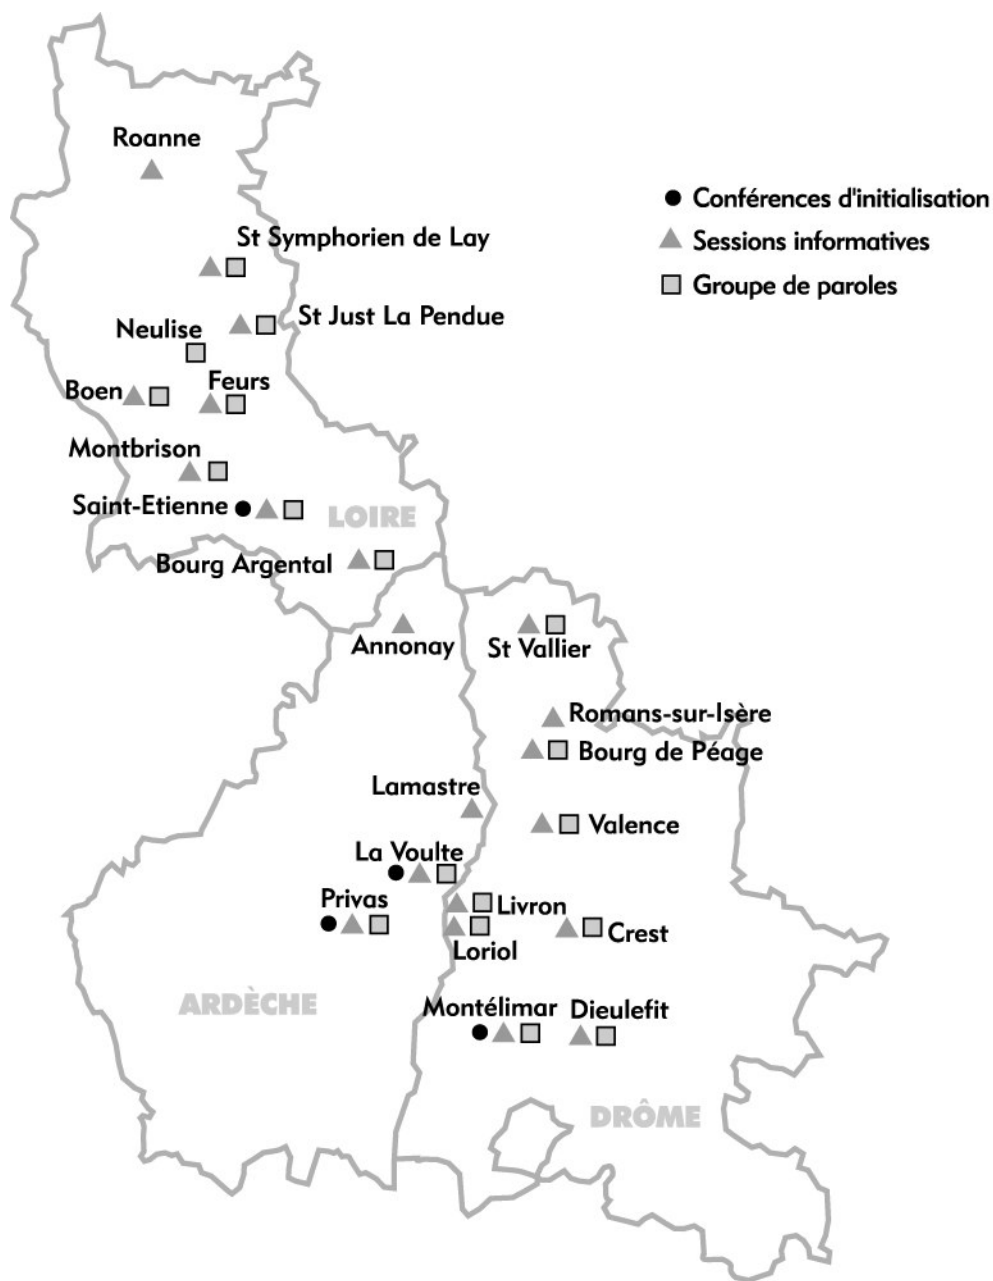 Roanne
Conférences d'initialisation
Sessions informatives
Groupe de paroles
St Symphorien de Lay
St Just La Pendue
Neulise
Boen
Feurs
Montbrison
Saint-Etienne
LOIRE
Bourg Argental
Annonay
St Vallier
Romans-sur-Isère
Bourg de Péage
Lamastre
Valence
La Voulte
Privas
Livron
Crest
Loriol
ARDÈCHE
Montélimar
Dieulefit
DRÔME